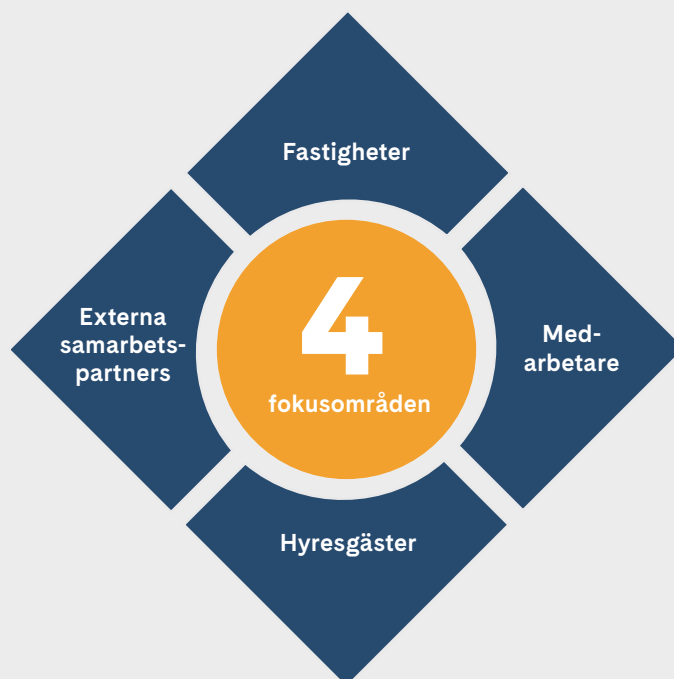 Fastigheter
Externa
samarbets-
partners
4
fokusområden
Med-
arbetare
Hyresgäster